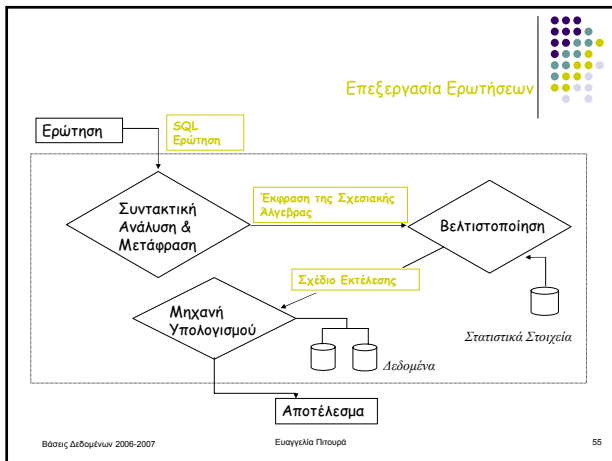 Επεξεργασία Ερωτήσεων
Ερώτηση
SQL
Ερώτηση
Συντακτική
Ανάλυση &
Μετάφραση
Έκφραση της Σχεσιακής
Άλγεβρας
Βελτιστοποίηση
Σχέδιο Εκτέλεσης
Μηχανή
Υπολογισμού
Στατιστικά Στοιχεία
Δεδομένα
Αποτέλεσμα
Βάσεις Δεδομένων 2006-2007
Ευαγγελία Πιτουρά
55